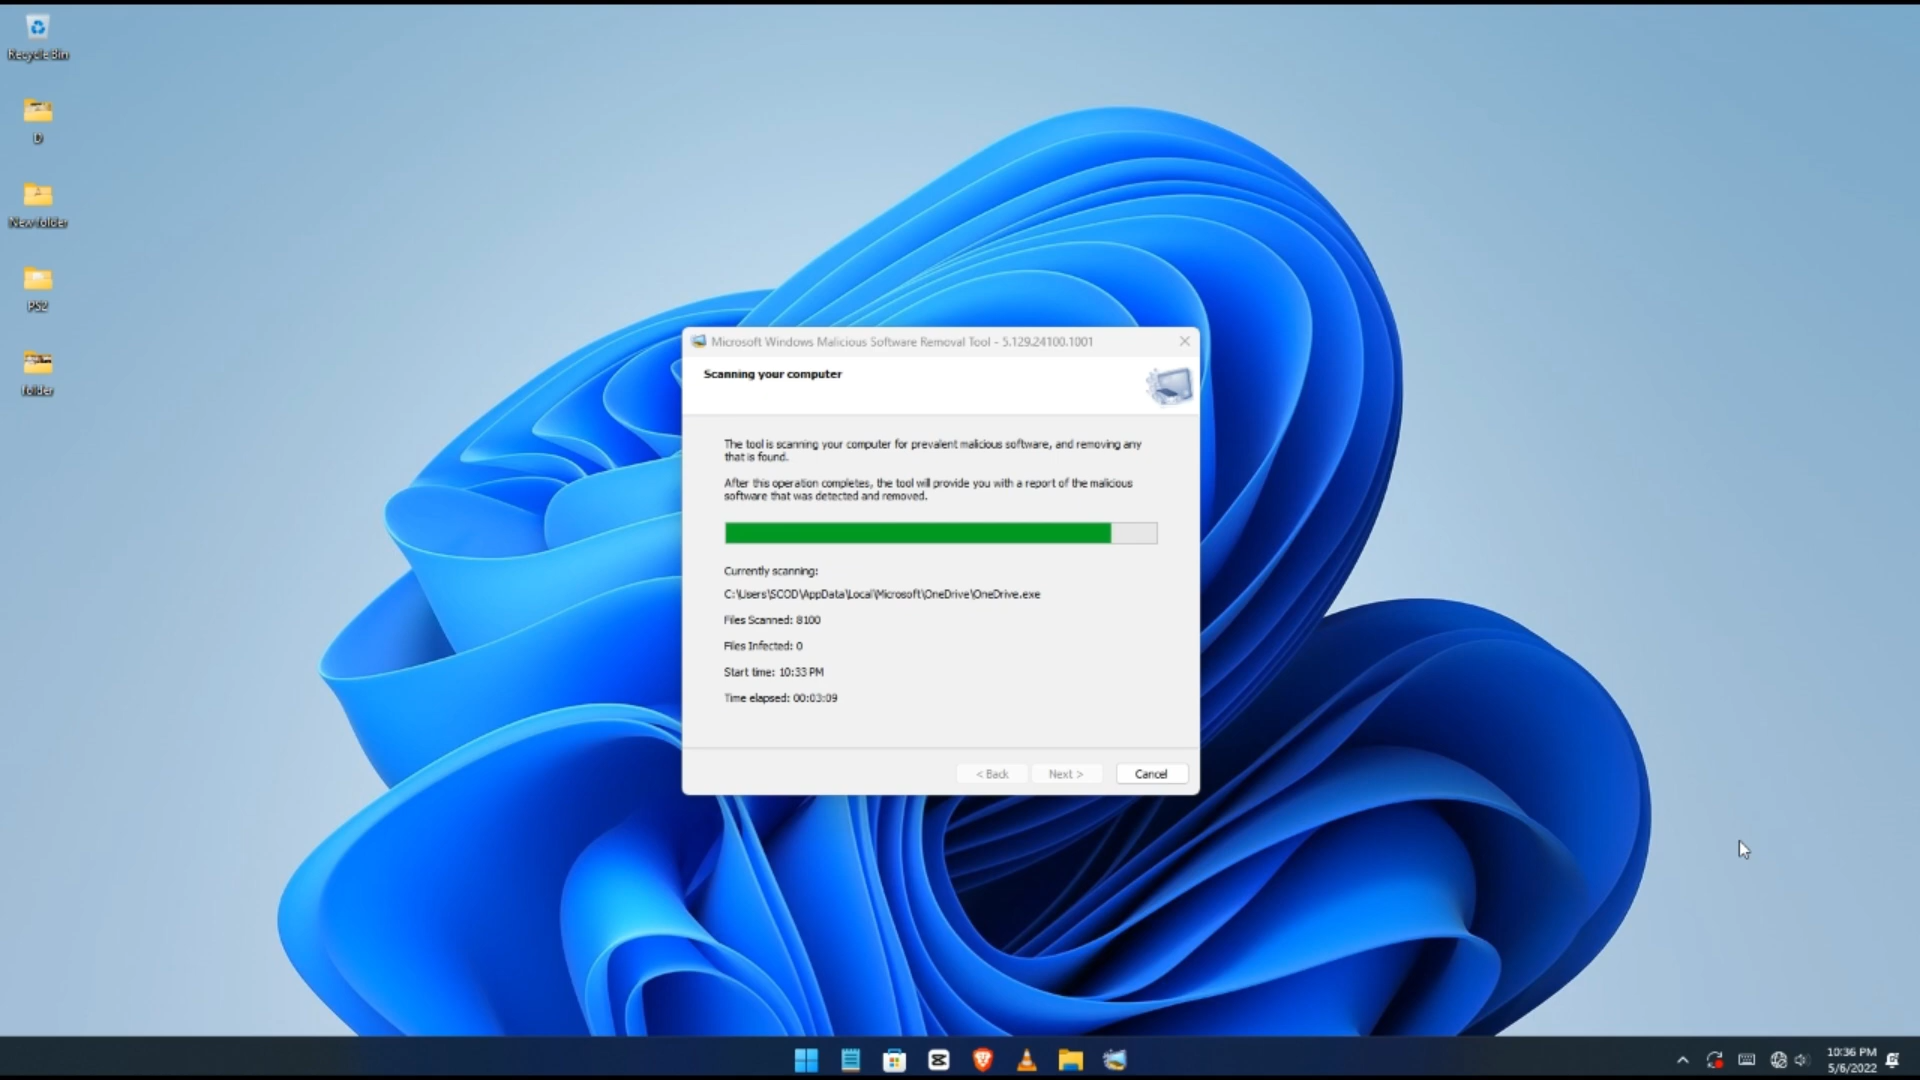 Recycle Bin
D
New folder
PS2
folder
Microsoft Windows Malicious Software Removal Tool - 5.129.24100.1001
Scanning your computer
The tool is scanning your computer for prevalent malicious software, and removing any
that is found.
After this operation completes, the tool will provide you with a report of the malicious
software that was detected and removed.
Currently scanning:
C:\Users\SCOD\AppData\Local\Microsoft\OneDrive\OneDrive.exe
Files Scanned: 8100
Files Infected: 0
Start time: 10:33 PM
Time elapsed: 00:03:09
< Back
Next >
Cancel
10:36 PM
5/6/2022